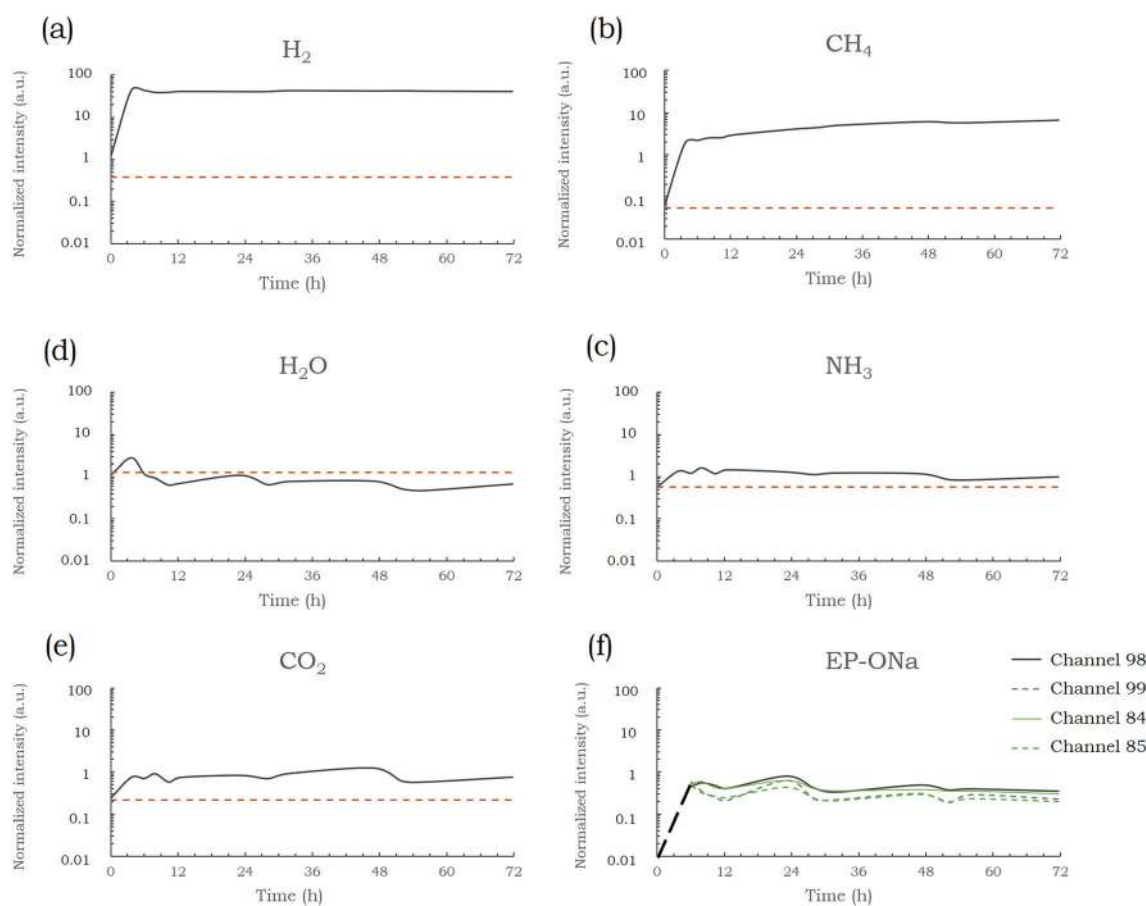 (a)
H₂
Normalized intensity (a.u.)
100
10
1
0.1
0.01
0 12 24 36 48 60 72
Time (h)
(b)
CH₄
Normalized intensity (a.u.)
100
10
1
0.1
0.01
0 12 24 36 48 60 72
Time (h)
(d)
H₂O
Normalized intensity (a.u.)
100
10
1
0.1
0.01
0 12 24 36 48 60 72
Time (h)
(c)
NH₃
Normalized intensity (a.u.)
100
10
1
0.1
0.01
0 12 24 36 48 60 72
Time (h)
(e)
CO₂
Normalized intensity (a.u.)
100
10
1
0.1
0.01
0 12 24 36 48 60 72
Time (h)
(f)
EP-ONa
Normalized intensity (a.u.)
100
10
1
0.1
0.01
0 12 24 36 48 60 72
Time (h)
Channel 98
Channel 99
Channel 84
Channel 85